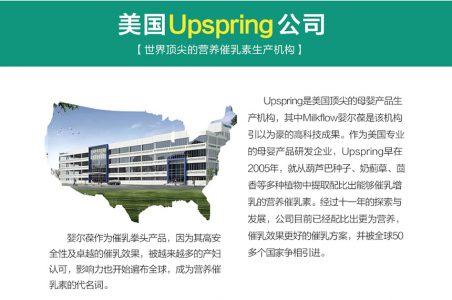 美国Upspring公司
【世界顶尖的营养催乳素生产机构】
Upspring是美国顶尖的母婴产品生
产机构，其中Milkflow婴尔葆是该机构
引以为豪的高科技成果。作为美国专业
的母婴产品研发企业，Upspring早在
2005年，就从葫芦巴种子、奶蓟草、茴
香等多种植物中提取配比出能够催乳增
乳的营养催乳素。经过十一年的探索与
发展，公司目前已经配比出更为营养，
催乳效果更好的催乳方案，并被全球50
多个国家争相引进。
婴尔葆作为催乳拳头产品，因为其高安
全性及卓越的催乳效果，被越来越多的产妇
认可，影响力也开始遍布全球，成为营养催
乳素的代名词。